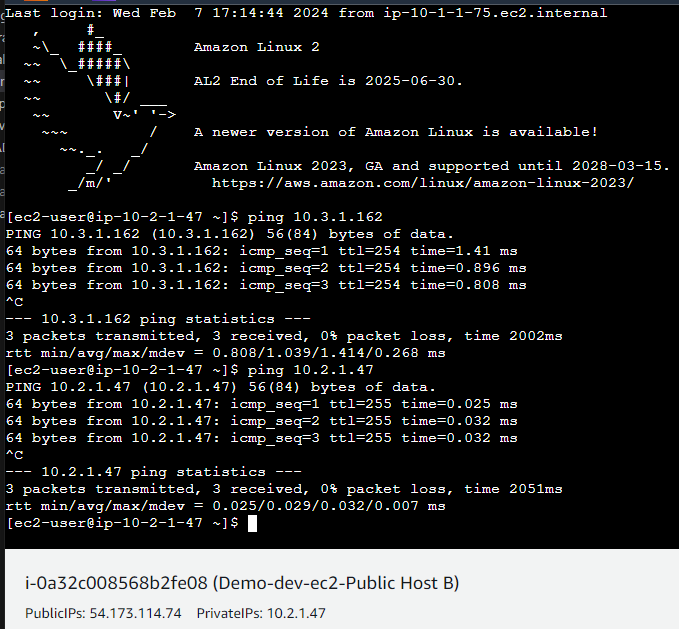 Last login: Wed Feb  7 17:14:44 2024 from ip-10-1-1-75.ec2.internal
   ,     #_
   ~\_  ####_        Amazon Linux 2
  ~~  \_#####\
  ~~     \###|       AL2 End of Life is 2025-06-30.
  ~~       \#/ ___
   ~~       V~' '->
    ~~~         /    A newer version of Amazon Linux is available!
      ~~._.   _/
         _/ _/       Amazon Linux 2023, GA and supported until 2028-03-15.
       _/m/'           https://aws.amazon.com/linux/amazon-linux-2023/
[ec2-user@ip-10-2-1-47 ~]$ ping 10.3.1.162
PING 10.3.1.162 (10.3.1.162) 56(84) bytes of data.
64 bytes from 10.3.1.162: icmp_seq=1 ttl=254 time=1.41 ms
64 bytes from 10.3.1.162: icmp_seq=2 ttl=254 time=0.896 ms
64 bytes from 10.3.1.162: icmp_seq=3 ttl=254 time=0.808 ms
^C
--- 10.3.1.162 ping statistics ---
3 packets transmitted, 3 received, 0% packet loss, time 2002ms
rtt min/avg/max/mdev = 0.808/1.039/1.414/0.268 ms
[ec2-user@ip-10-2-1-47 ~]$ ping 10.2.1.47
PING 10.2.1.47 (10.2.1.47) 56(84) bytes of data.
64 bytes from 10.2.1.47: icmp_seq=1 ttl=255 time=0.025 ms
64 bytes from 10.2.1.47: icmp_seq=2 ttl=255 time=0.032 ms
64 bytes from 10.2.1.47: icmp_seq=3 ttl=255 time=0.032 ms
^C
--- 10.2.1.47 ping statistics ---
3 packets transmitted, 3 received, 0% packet loss, time 2051ms
rtt min/avg/max/mdev = 0.025/0.029/0.032/0.007 ms
[ec2-user@ip-10-2-1-47 ~]$
i-0a32c008568b2fe08 (Demo-dev-ec2-Public Host B)
PublicIPs: 54.173.114.74 PrivateIPs: 10.2.1.47